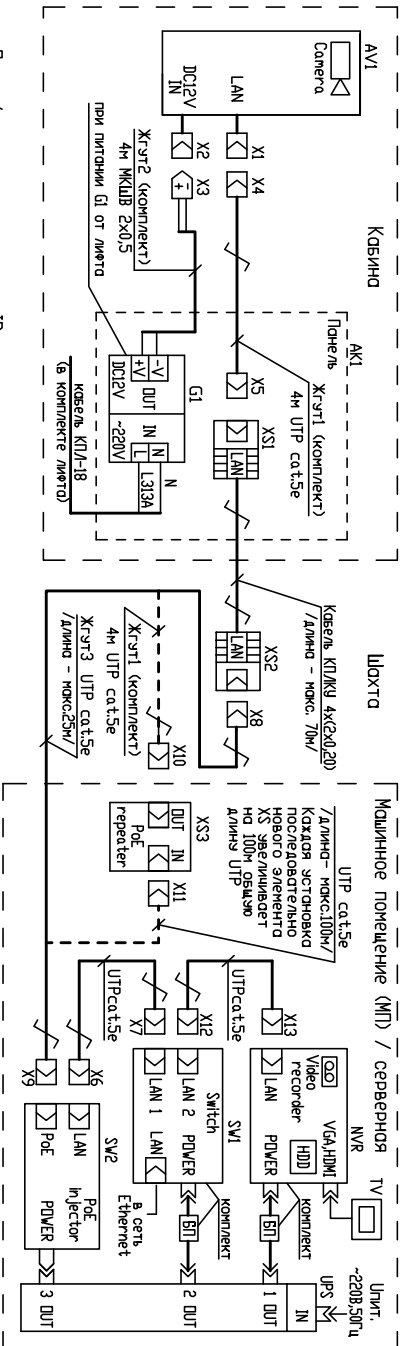 Кабина
AV1
Camera
LAN
DC12V
IN
X1
X2
X4
X3
Жгут2 (комплект)
4м МКШВ 2х0,5
при питании G1 от лифта
AK1
Панель
X5
Жгут1 (комплект)
4м UTP cat.5e
XS1
LAN
G1
-V
+V
OUT
DC12V
IN
N
L
~220V
N
L313A
кабель КПЛ-18
(в комплекте лифта)
Шахта
Кабель КПЛКУ 4х(2х0,20)
/длина - макс. 70м/
XS2
LAN
X8
X10
Жгут1 (комплект)
4м UTP cat.5e
Жгут3 UTP cat.5e
/длина - макс.25м/
Машинное помещение (МП) / серверная
UTP cat.5e
/длина- макс.100м/
Каждая установка
последовательно
нового элемента
XS увеличивает
на 100м общую
длину UTP
XS3
OUT
IN
PoE
repeater
X11
X13
X12
X7
X6
X9
UTPcat.5e
UTPcat.5e
NVR
VGA,HDMI
Video
recorder
HDD
LAN
POWER
TV
SW1
Switch
LAN 2
LAN 1
POWER
LAN
В сеть
Ethernet
комплект
БП
комплект
БП
SW2
LAN
PoE
PoE
injector
POWER
Uпит.
~220В,50Гц
UPS
IN
1 OUT
2 OUT
3 OUT